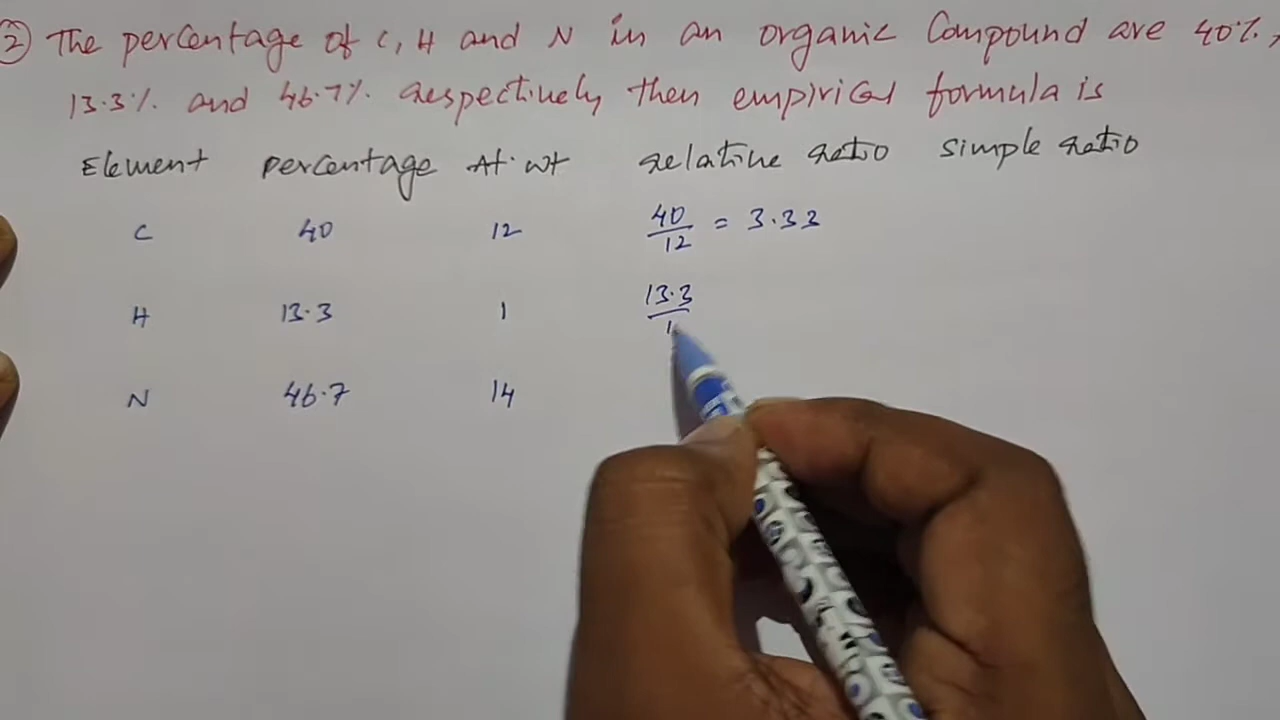 ② The percentage of C, H and N in an organic Compound are 40%,
13.3% and 46.7% respectively then empirical formula is
Element percentage At. wt relative ratio simple ratio
C 40 12 40/12 = 3.33
H 13.3 1 13.3/1
N 46.7 14